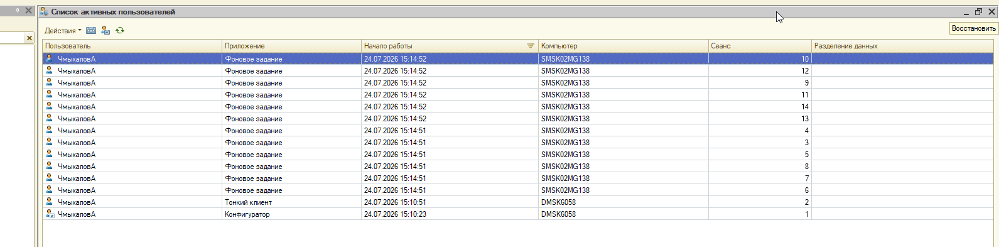 Список активных пользователей
Действия
Восстановить
Пользователь Приложение Начало работы Компьютер Сеанс Разделение данных
ЧмыхаловА Фоновое задание 24.07.2026 15:14:52 SMSK02MG138 10
ЧмыхаловА Фоновое задание 24.07.2026 15:14:52 SMSK02MG138 12
ЧмыхаловА Фоновое задание 24.07.2026 15:14:52 SMSK02MG138 9
ЧмыхаловА Фоновое задание 24.07.2026 15:14:52 SMSK02MG138 11
ЧмыхаловА Фоновое задание 24.07.2026 15:14:52 SMSK02MG138 14
ЧмыхаловА Фоновое задание 24.07.2026 15:14:52 SMSK02MG138 13
ЧмыхаловА Фоновое задание 24.07.2026 15:14:51 SMSK02MG138 4
ЧмыхаловА Фоновое задание 24.07.2026 15:14:51 SMSK02MG138 3
ЧмыхаловА Фоновое задание 24.07.2026 15:14:51 SMSK02MG138 5
ЧмыхаловА Фоновое задание 24.07.2026 15:14:51 SMSK02MG138 8
ЧмыхаловА Фоновое задание 24.07.2026 15:14:51 SMSK02MG138 7
ЧмыхаловА Фоновое задание 24.07.2026 15:14:51 SMSK02MG138 6
ЧмыхаловА Тонкий клиент 24.07.2026 15:10:51 DMSK6058 2
ЧмыхаловА Конфигуратор 24.07.2026 15:10:23 DMSK6058 1